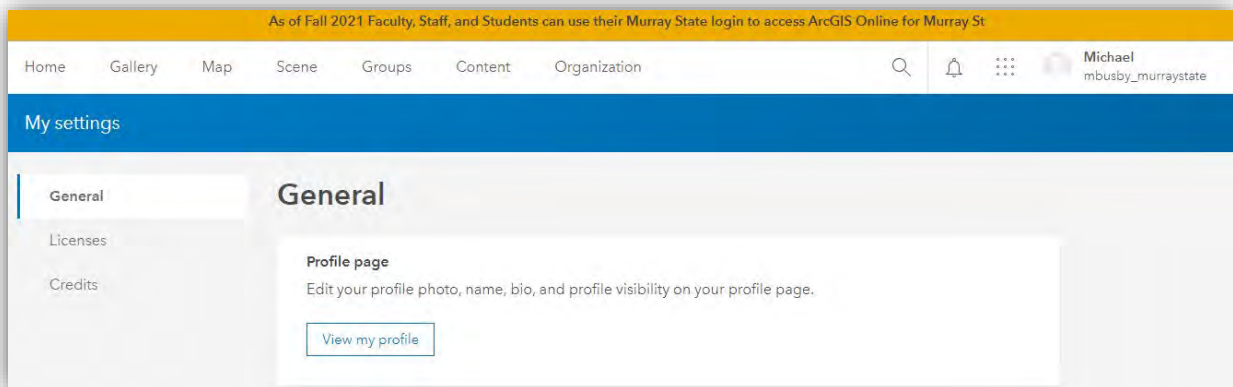 As of Fall 2021 Faculty, Staff, and Students can use their Murray State login to access ArcGIS Online for Murray St
Home Gallery Map Scene Groups Content Organization Michael
mbusby_murraystate
My settings
General
Licenses
Credits
General
Profile page
Edit your profile photo, name, bio, and profile visibility on your profile page.
View my profile